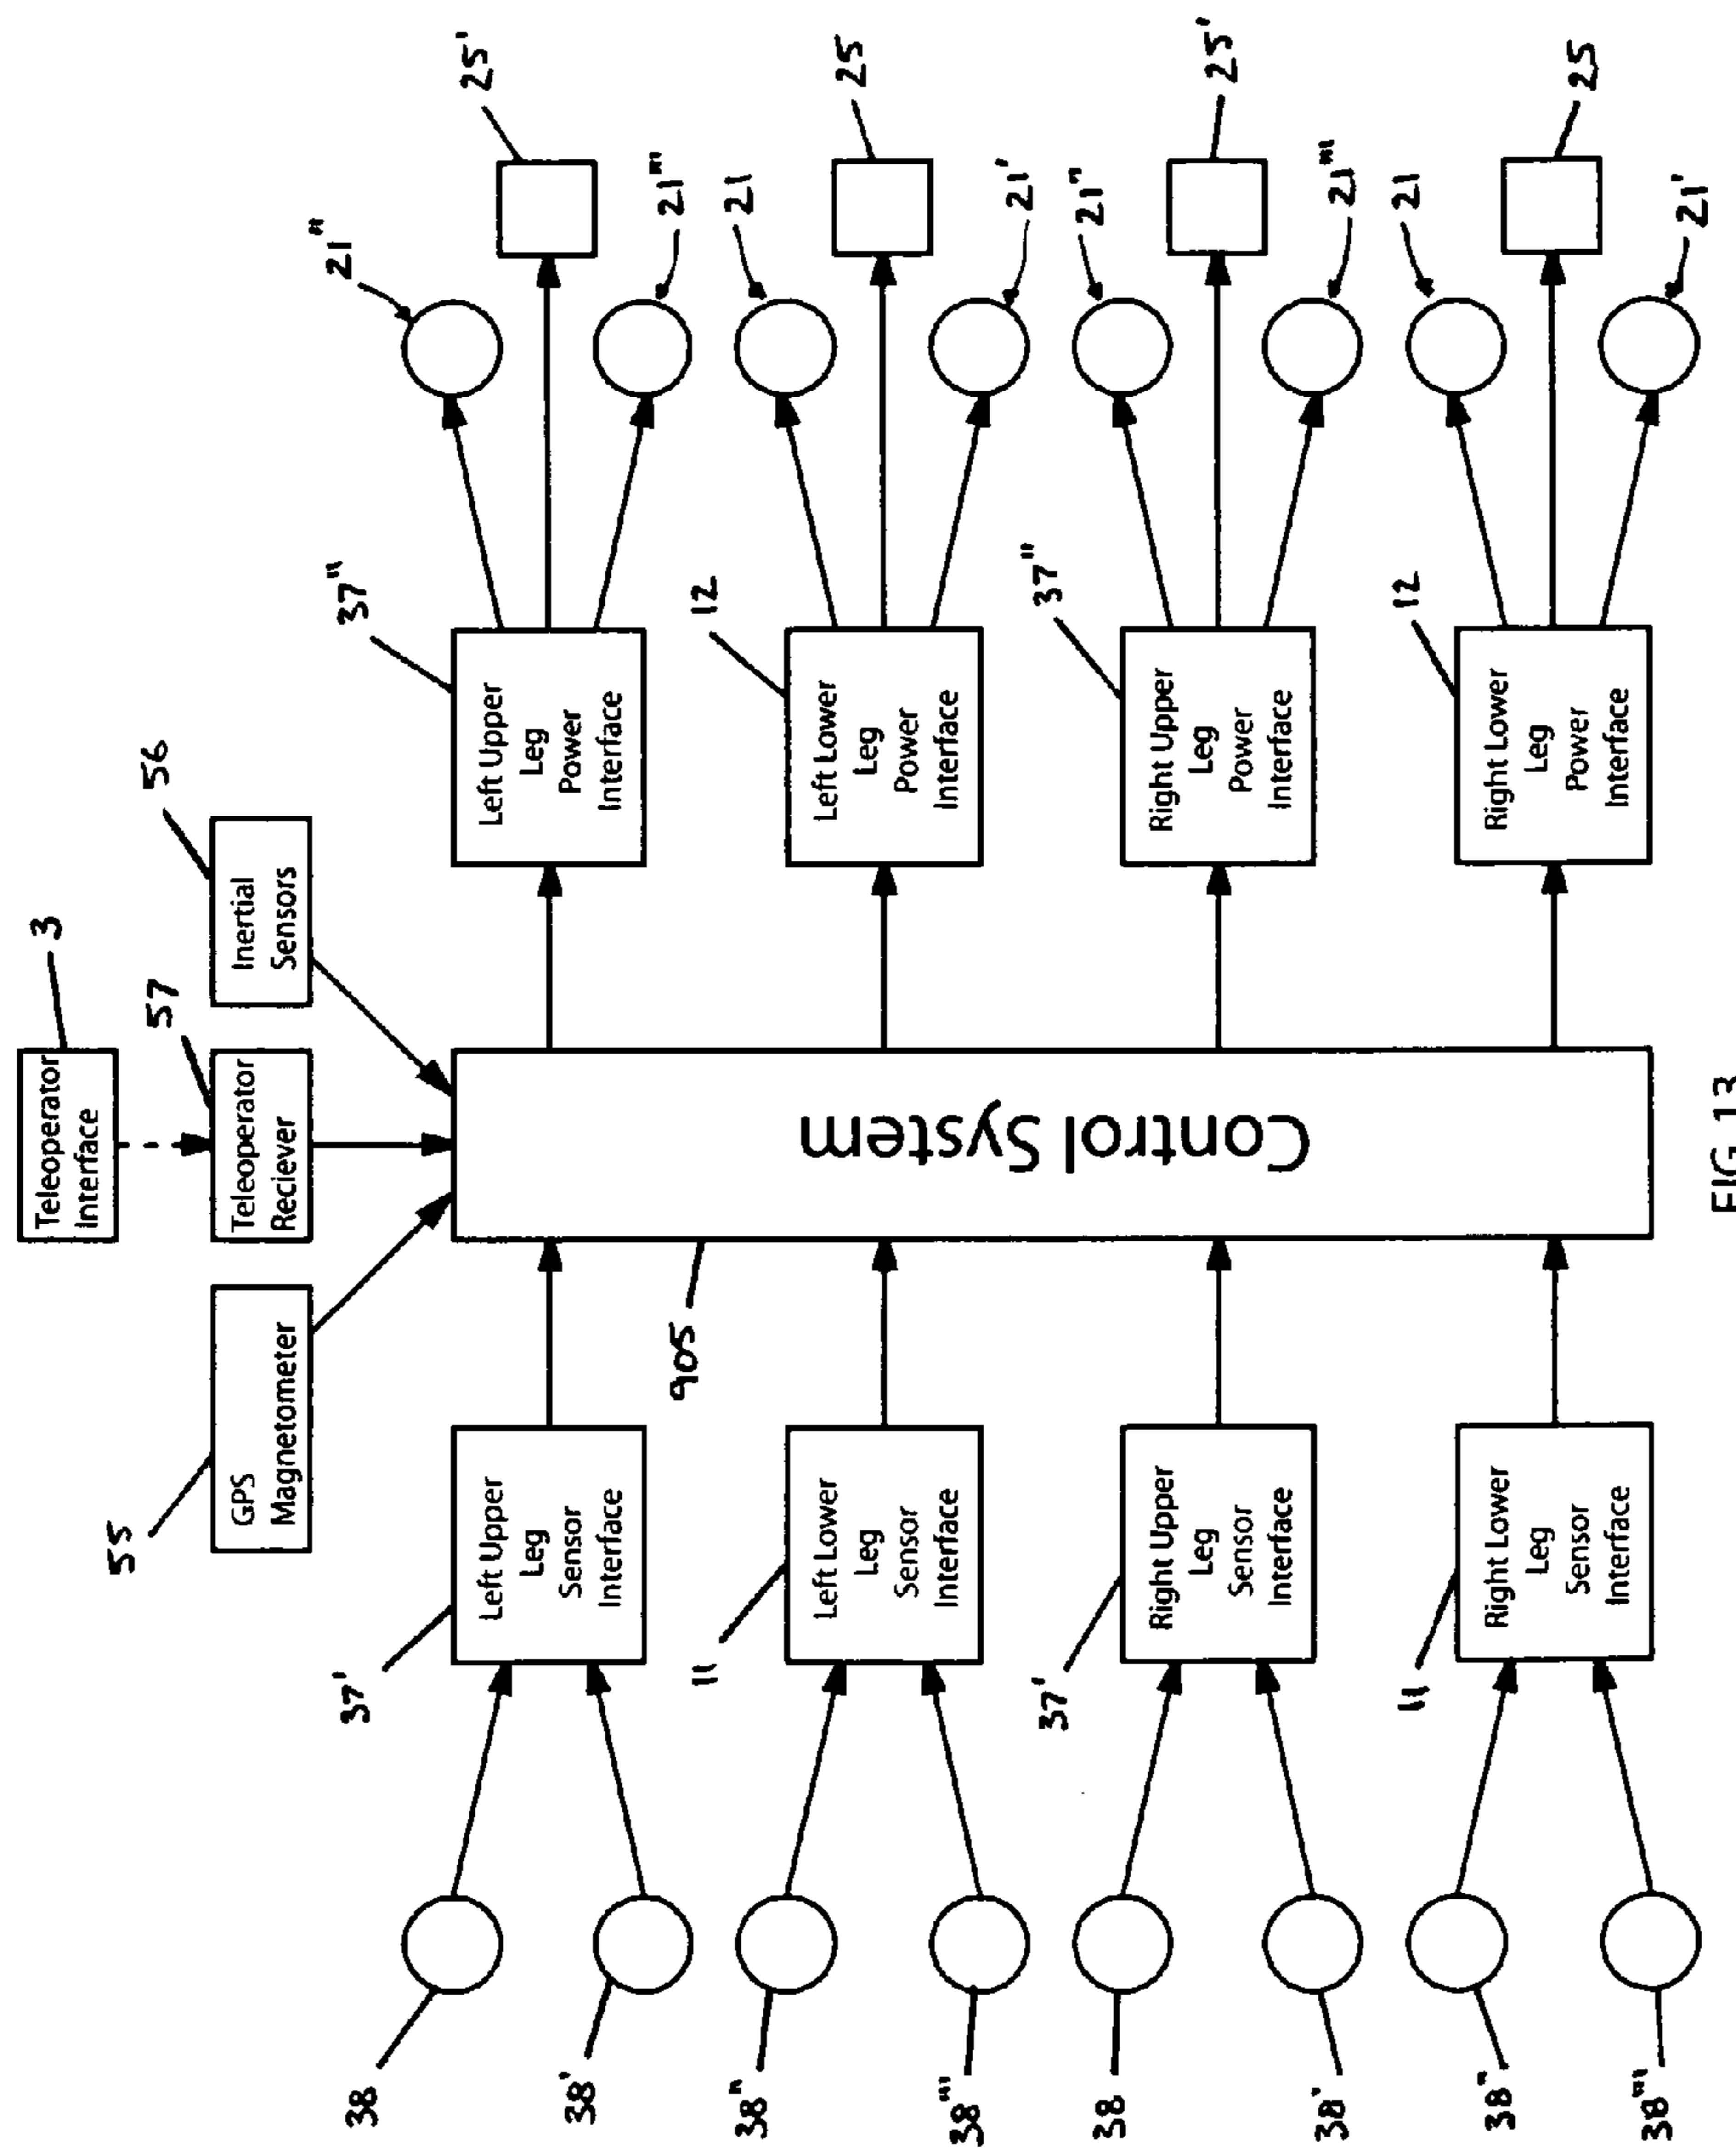 Teleoperator
Interface
3
55
57
56
GPS
Magnetometer
Teleoperator
Reciever
Inertial
Sensors
38
37'
Left Upper
Leg
Sensor
Interface
37"
Left Upper
Leg
Power
Interface
21"
25'
38'
21'''
905
Control System
38"
11
Left Lower
Leg
Sensor
Interface
12
Left Lower
Leg
Power
Interface
21
25
38'''
21'
38
37'
Right Upper
Leg
Sensor
Interface
37"
Right Upper
Leg
Power
Interface
21"
25'
38'
21'''
38"
11
Right Lower
Leg
Sensor
Interface
12
Right Lower
Leg
Power
Interface
21
25
38'''
21'
FIG 13